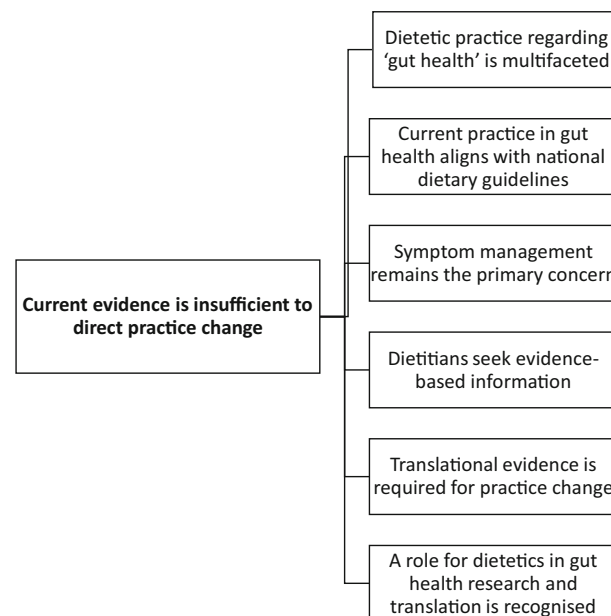 Dietetic practice regarding
‘gut health’ is multifaceted
Current practice in gut
health aligns with national
dietary guidelines
Symptom management
remains the primary concern
Current evidence is insufficient to
direct practice change
Dietitians seek evidence-
based information
Translational evidence is
required for practice change
A role for dietetics in gut
health research and
translation is recognised